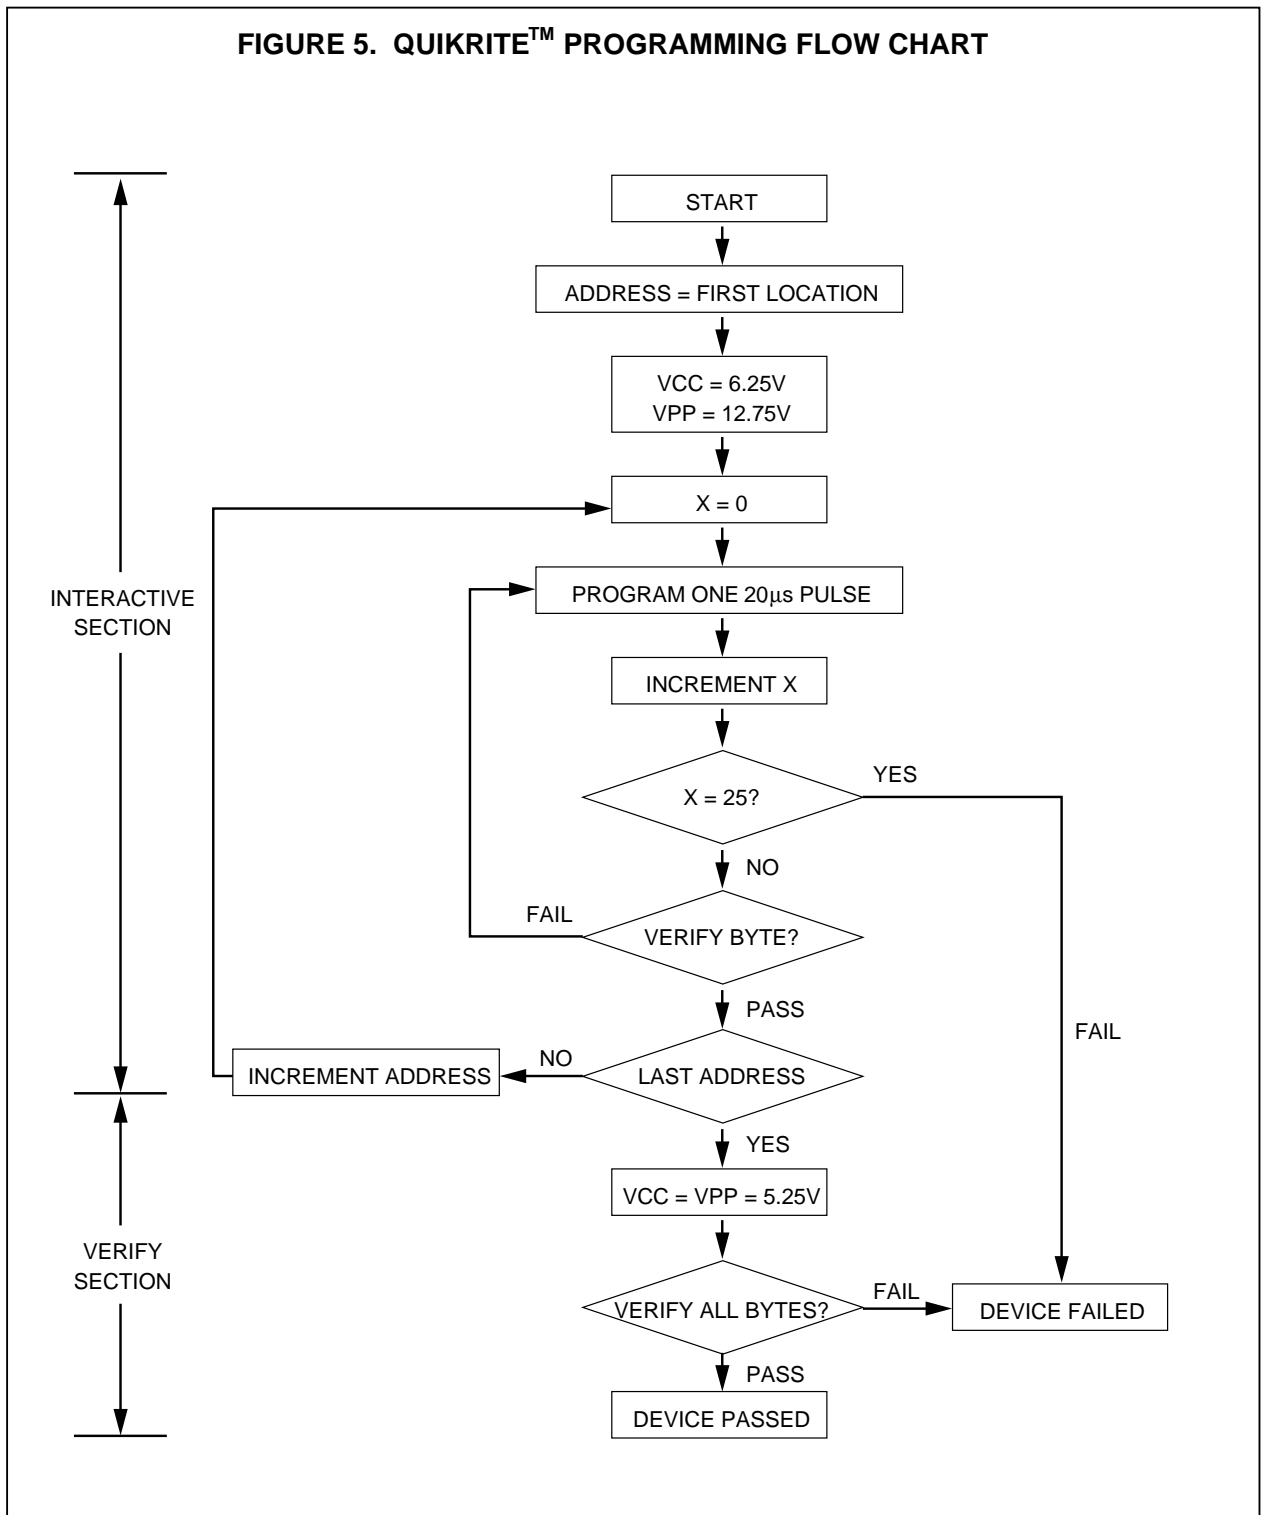 FIGURE 5. QUIKRITE™ PROGRAMMING FLOW CHART
START
ADDRESS = FIRST LOCATION
VCC = 6.25V
VPP = 12.75V
X = 0
INTERACTIVE
SECTION
PROGRAM ONE 20µs PULSE
INCREMENT X
X = 25?
YES
NO
FAIL
VERIFY BYTE?
PASS
FAIL
INCREMENT ADDRESS
NO
LAST ADDRESS
YES
VCC = VPP = 5.25V
VERIFY
SECTION
VERIFY ALL BYTES?
FAIL
DEVICE FAILED
PASS
DEVICE PASSED